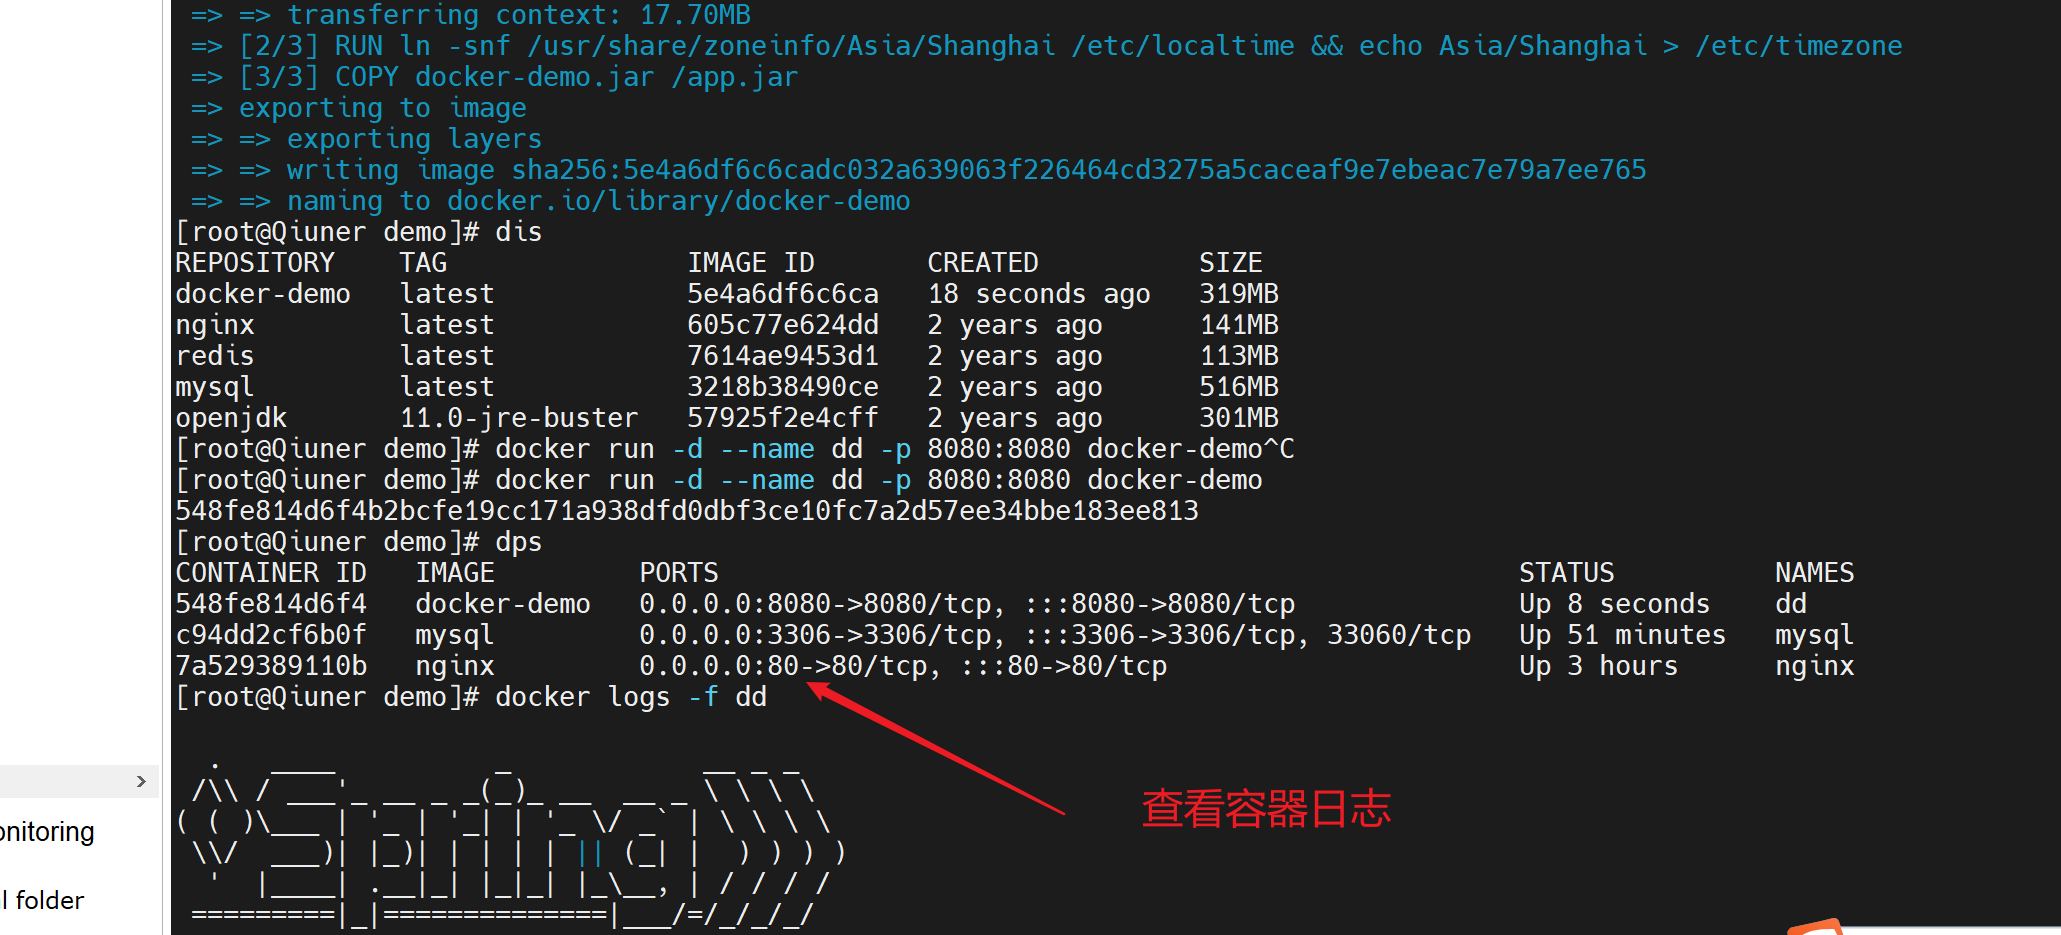 => => transferring context: 17.70MB
=> [2/3] RUN ln -snf /usr/share/zoneinfo/Asia/Shanghai /etc/localtime && echo Asia/Shanghai > /etc/timezone
=> [3/3] COPY docker-demo.jar /app.jar
=> exporting to image
=> => exporting layers
=> => writing image sha256:5e4a6df6c6cadc032a639063f226464cd3275a5caceaf9e7ebeac7e79a7ee765
=> => naming to docker.io/library/docker-demo
[root@Qiuner demo]# dis
REPOSITORY    TAG               IMAGE ID       CREATED          SIZE
docker-demo   latest            5e4a6df6c6ca   18 seconds ago   319MB
nginx         latest            605c77e624dd   2 years ago      141MB
redis         latest            7614ae9453d1   2 years ago      113MB
mysql         latest            3218b38490ce   2 years ago      516MB
openjdk       11.0-jre-buster   57925f2e4cff   2 years ago      301MB
[root@Qiuner demo]# docker run -d --name dd -p 8080:8080 docker-demo^C
[root@Qiuner demo]# docker run -d --name dd -p 8080:8080 docker-demo
548fe814d6f4b2bcfe19cc171a938dfd0dbf3ce10fc7a2d57ee34bbe183ee813
[root@Qiuner demo]# dps
CONTAINER ID   IMAGE         PORTS                                                  STATUS          NAMES
548fe814d6f4   docker-demo   0.0.0.0:8080->8080/tcp, :::8080->8080/tcp              Up 8 seconds    dd
c94dd2cf6b0f   mysql         0.0.0.0:3306->3306/tcp, :::3306->3306/tcp, 33060/tcp   Up 51 minutes   mysql
7a529389110b   nginx         0.0.0.0:80->80/tcp, :::80->80/tcp                      Up 3 hours      nginx
[root@Qiuner demo]# docker logs -f dd
Spring
查看容器日志
onitoring
l folder